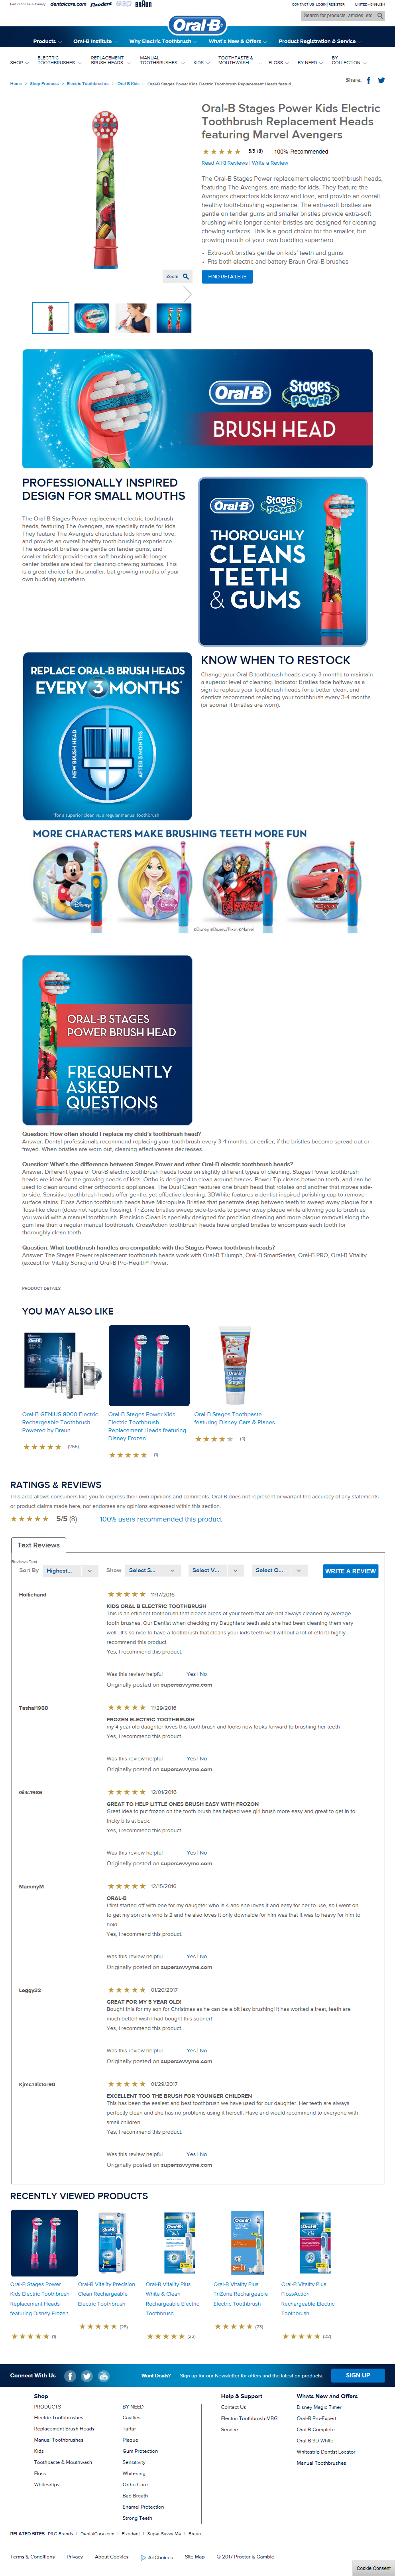 Part of the P&G Family dentalcare.com Fixodent BRAUN
CONTACT US LOGIN | REGISTER UNITED - ENGLISH
Oral-B
Search for products, articles, etc.
Products Oral-B Institute Why Electric Toothbrush What's New & Offers Product Registration & Service
SHOP ELECTRIC TOOTHBRUSHES REPLACEMENT BRUSH HEADS MANUAL TOOTHBRUSHES KIDS TOOTHPASTE & MOUTHWASH FLOSS BY NEED BY COLLECTION
Home > Shop Products > Electric Toothbrushes > Oral-B Kids > Oral-B Stages Power Kids Electric Toothbrush Replacement Heads featuri...
Share:
Oral-B Stages Power Kids Electric
Toothbrush Replacement Heads
featuring Marvel Avengers
5/5 (8) 100% Recommended
Read All 8 Reviews | Write a Review
The Oral-B Stages Power replacement electric toothbrush heads,
featuring The Avengers, are made for kids. They feature the
Avengers characters kids know and love, and provide an overall
healthy tooth-brushing experience. The extra-soft bristles are
gentle on tender gums and smaller bristles provide extra-soft
brushing while longer center bristles are designed for cleaning
chewing surfaces. This is a good choice for the smaller, but
growing mouth of your own budding superhero.
• Extra-soft bristles gentle on kids' teeth and gums
• Fits both electric and battery Braun Oral-B brushes
Zoom
FIND RETAILERS
Oral-B Stages POWER
BRUSH HEAD
PROFESSIONALLY INSPIRED
DESIGN FOR SMALL MOUTHS
The Oral-B Stages Power replacement electric toothbrush
heads, featuring The Avengers, are specially made for kids.
They feature The Avengers characters kids know and love,
and provide an overall healthy tooth-brushing experience.
The extra-soft bristles are gentle on tender gums, and
smaller bristles provide extra-soft brushing while longer
center bristles are ideal for cleaning chewing surfaces. This
is a great choice for the smaller, but growing mouths of your
own budding superhero.
Oral-B Stages POWER
THOROUGHLY
CLEANS
TEETH
& GUMS
REPLACE ORAL-B BRUSH HEADS
EVERY 3 MONTHS*
NEW BRUSH HEAD
AFTER 3 MONTHS
*for a superior clean vs. a regular manual toothbrush
KNOW WHEN TO RESTOCK
Change your Oral-B toothbrush heads every 3 months to maintain
a superior level of cleaning. Indicator Bristles fade halfway as a
sign to replace your toothbrush heads for a better clean, and
dentists recommend replacing your toothbrush every 3-4 months
(or sooner if bristles are worn).
MORE CHARACTERS MAKE BRUSHING TEETH MORE FUN
Disney Disney AVENGERS Cars
©Disney, ©Disney/Pixar, ©Marvel
ORAL-B STAGES
POWER BRUSH HEAD
FREQUENTLY
ASKED
QUESTIONS
Question: How often should I replace my child's toothbrush head?
Answer: Dental professionals recommend replacing your toothbrush every 3-4 months, or earlier, if the bristles become spread out or
frayed. When bristles are worn out, cleaning effectiveness decreases.
Question: What's the difference between Stages Power and other Oral-B electric toothbrush heads?
Answer: Different types of Oral-B electric toothbrush heads focus on slightly different types of cleaning. Stages Power toothbrush
heads are ideal for the growing needs of kids. Ortho is designed to clean around braces. Power Tip cleans between teeth, and can be
used to clean around other orthodontic appliances. The Dual Clean features one brush head that rotates and another that moves side-
to-side. Sensitive toothbrush heads offer gentle, yet effective cleaning. 3DWhite features a dentist-inspired polishing cup to remove
surface stains. Floss Action toothbrush heads have Micropulse Bristles that penetrate deep between teeth to sweep away plaque for a
floss-like clean (does not replace flossing). TriZone bristles sweep side-to-side to power away plaque while allowing you to brush as
you would with a manual toothbrush. Precision Clean is specially designed for precision cleaning and more plaque removal along the
gum line than a regular manual toothbrush. CrossAction toothbrush heads have angled bristles to encompass each tooth for
thoroughly clean teeth.
Question: What toothbrush handles are compatible with the Stages Power toothbrush heads?
Answer: The Stages Power replacement toothbrush heads work with Oral-B Triumph, Oral-B SmartSeries, Oral-B PRO, Oral-B Vitality
(except for Vitality Sonic) and Oral-B Pro-Health® Power.
PRODUCT DETAILS
YOU MAY ALSO LIKE
Oral-B GENIUS 8000 Electric
Rechargeable Toothbrush
Powered by Braun
(255)
Oral-B Stages Power Kids
Electric Toothbrush
Replacement Heads featuring
Disney Frozen
(1)
Oral-B Stages Toothpaste
featuring Disney Cars & Planes
(4)
RATINGS & REVIEWS
This area allows consumers like you to express their own opinions and comments. Oral-B does not represent or warrant the accuracy of any statements
or product claims made here, nor endorses any opinions expressed within this section.
5/5 (8) 100% users recommended this product
Text Reviews
Reviews Text
Sort By Highest... Show Select S... Select V... Select Q... WRITE A REVIEW
Holliehand 11/17/2016
KIDS ORAL B ELECTRIC TOOTHBRUSH
This is an efficient toothbrush that cleans areas of your teeth that are not always cleaned by average
tooth brushes. Our Dentist when checking my Daughters teeth said she had been cleaning them very
well . It's so nice to have a toothbrush that cleans your kids teeth well without a lot of effort.I highly
recommend this product.
Yes, I recommend this product.
Was this review helpful Yes | No
Originally posted on supersavvyme.com
Tashal1988 11/29/2016
FROZEN ELECTRIC TOOTHBRUSH
my 4 year old daughter loves this toothbrush and looks now looks forward to brushing her teeth
Yes, I recommend this product.
Was this review helpful Yes | No
Originally posted on supersavvyme.com
Gills1986 12/01/2016
GREAT TO HELP LITTLE ONES BRUSH EASY WITH FROZON
Great idea to put frozen on the tooth brush has helped wee girl brush more easy and great to get in to
tricky bits at back.
Yes, I recommend this product.
Was this review helpful Yes | No
Originally posted on supersavvyme.com
MammyM 12/15/2016
ORAL-B
I first started off with one for my daughter who is 4 and she loves it and easy for her to use, so I went on
to get my son one who is 2 and he also loves it only downside for him was that it was to heavy for him to
hold.
Yes, I recommend this product.
Was this review helpful Yes | No
Originally posted on supersavvyme.com
Leggy32 01/20/2017
GREAT FOR MY 5 YEAR OLD!
Bought this for my son for Christmas as he can be a bit lazy brushing! It has worked a treat, teeth are
much better! wish I had bought this sooner!
Yes, I recommend this product.
Was this review helpful Yes | No
Originally posted on supersavvyme.com
Kjmcalister90 01/29/2017
EXCELLENT TOO THE BRUSH FOR YOUNGER CHILDREN
This has been the easiest and best toothbrush we have used for her daughter. Her teeth are always
perfectly clean and she has no problems using it herself. Have and would recommend to everyone with
small children
Yes, I recommend this product.
Was this review helpful Yes | No
Originally posted on supersavvyme.com
RECENTLY VIEWED PRODUCTS
Oral-B Stages Power
Kids Electric Toothbrush
Replacement Heads
featuring Disney Frozen
(1)
Oral-B Vitality Precision
Clean Rechargeable
Electric Toothbrush
(28)
Oral-B Vitality Plus
White & Clean
Rechargeable Electric
Toothbrush
(22)
Oral-B Vitality Plus
TriZone Rechargeable
Electric Toothbrush
(23)
Oral-B Vitality Plus
FlossAction
Rechargeable Electric
Toothbrush
(22)
Connect With Us Want Deals? Sign up for our Newsletter for offers and the latest on products. SIGN UP
Shop
PRODUCTS
Electric Toothbrushes
Replacement Brush Heads
Manual Toothbrushes
Kids
Toothpaste & Mouthwash
Floss
Whitestrips
BY NEED
Cavities
Tartar
Plaque
Gum Protection
Sensitivity
Whitening
Ortho Care
Bad Breath
Enamel Protection
Strong Teeth
Help & Support
Contact Us
Electric Toothbrush MBG
Service
Whats New and Offers
Disney Magic Timer
Oral-B Pro-Expert
Oral-B Complete
Oral-B 3D White
Whitestrip Dentist Locator
Manual Toothbrushes
RELATED SITES P&G Brands | DentalCare.com | Fixodent | Super Savvy Me | Braun
Terms & Conditions Privacy About Cookies AdChoices Site Map © 2017 Procter & Gamble
Cookie Consent